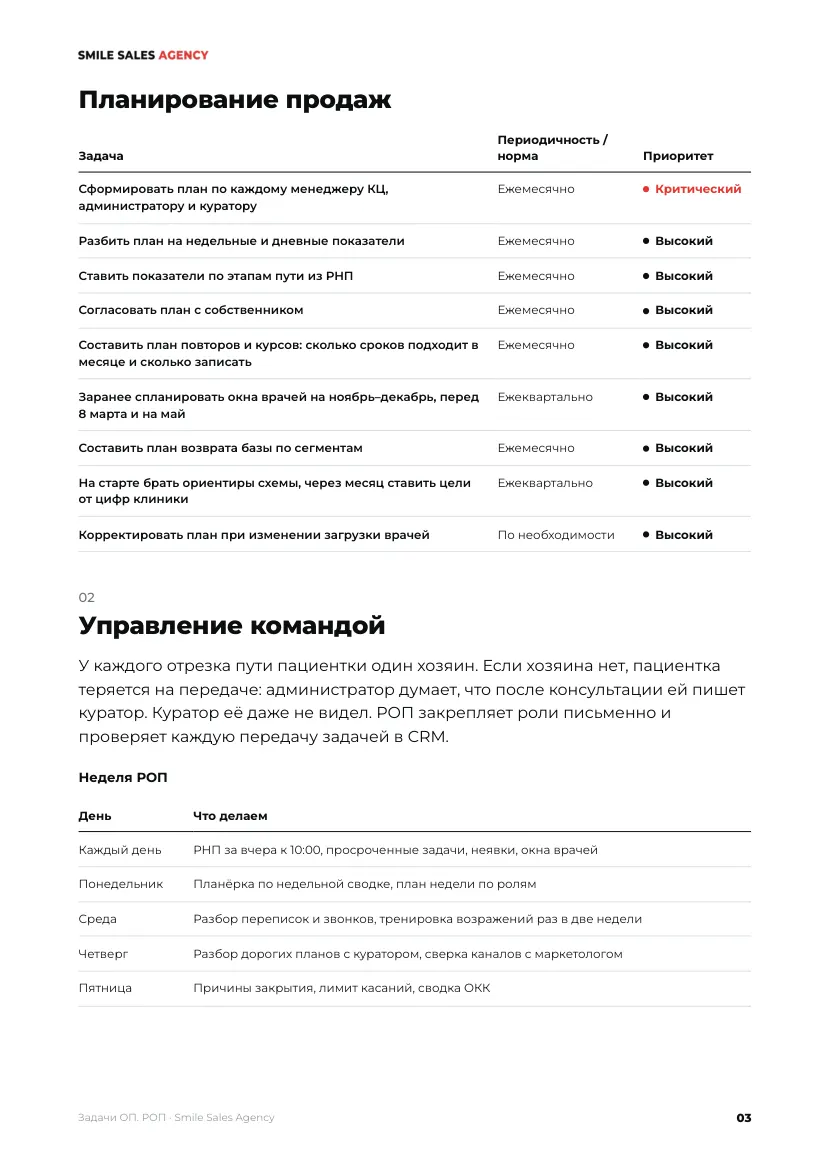 SMILE SALES AGENCY
Планирование продаж
Задача
Периодичность /
норма
Приоритет
Сформировать план по каждому менеджеру КЦ,
администратору и куратору
Ежемесячно
Критический
Разбить план на недельные и дневные показатели
Ежемесячно
Высокий
Ставить показатели по этапам пути из РНП
Ежемесячно
Высокий
Согласовать план с собственником
Ежемесячно
Высокий
Составить план повторов и курсов: сколько сроков подходит в
месяце и сколько записать
Ежемесячно
Высокий
Заранее спланировать окна врачей на ноябрь–декабрь, перед
8 марта и на май
Ежеквартально
Высокий
Составить план возврата базы по сегментам
Ежемесячно
Высокий
На старте брать ориентиры схемы, через месяц ставить цели
от цифр клиники
Ежеквартально
Высокий
Корректировать план при изменении загрузки врачей
По необходимости
Высокий
02
Управление командой
У каждого отрезка пути пациентки один хозяин. Если хозяина нет, пациентка
теряется на передаче: администратор думает, что после консультации ей пишет
куратор. Куратор её даже не видел. РОП закрепляет роли письменно и
проверяет каждую передачу задачей в CRM.
Неделя РОП
День
Что делаем
Каждый день
РНП за вчера к 10:00, просроченные задачи, неявки, окна врачей
Понедельник
Планёрка по недельной сводке, план недели по ролям
Среда
Разбор переписок и звонков, тренировка возражений раз в две недели
Четверг
Разбор дорогих планов с куратором, сверка каналов с маркетологом
Пятница
Причины закрытия, лимит касаний, сводка ОКК
Задачи ОП. РОП · Smile Sales Agency
03